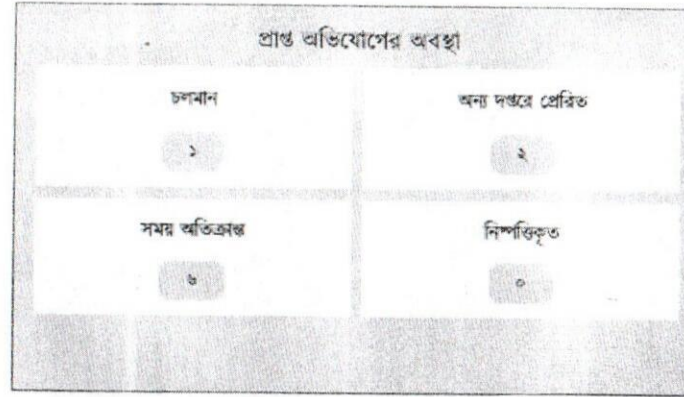 প্রাপ্ত অভিযোগের অবস্থা
চলমান
অন্য দপ্তরে প্রেরিত
১
২
সময় অতিক্রান্ত
নিষ্পত্তিকৃত
৬
০